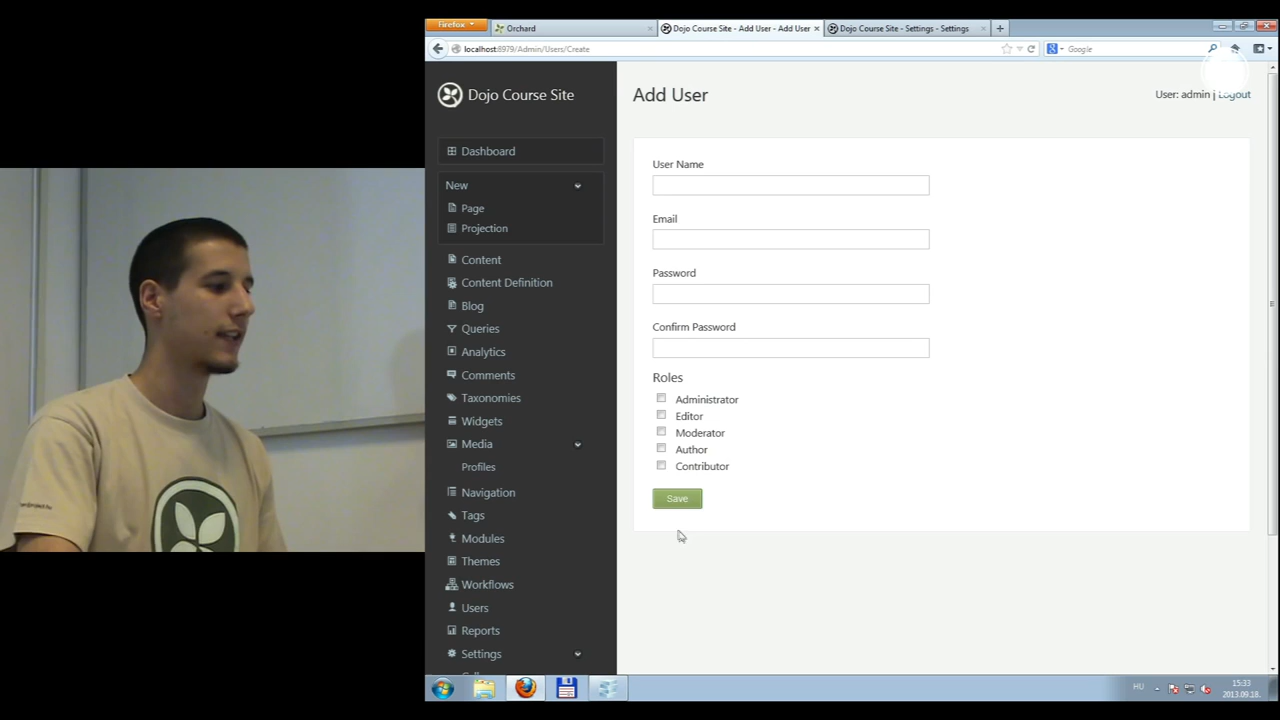 Firefox
Orchard
Dojo Course Site - Add User - Add User
Dojo Course Site - Settings - Settings
localhost:8979/Admin/Users/Create
Google
Dojo Course Site
Add User
User: admin | Logout
Dashboard
New
Page
Projection
Content
Content Definition
Blog
Queries
Analytics
Comments
Taxonomies
Widgets
Media
Profiles
Navigation
Tags
Modules
Themes
Workflows
Users
Reports
Settings
User Name
Email
Password
Confirm Password
Roles
Administrator
Editor
Moderator
Author
Contributor
Save
HU
15:33
2013.09.18.